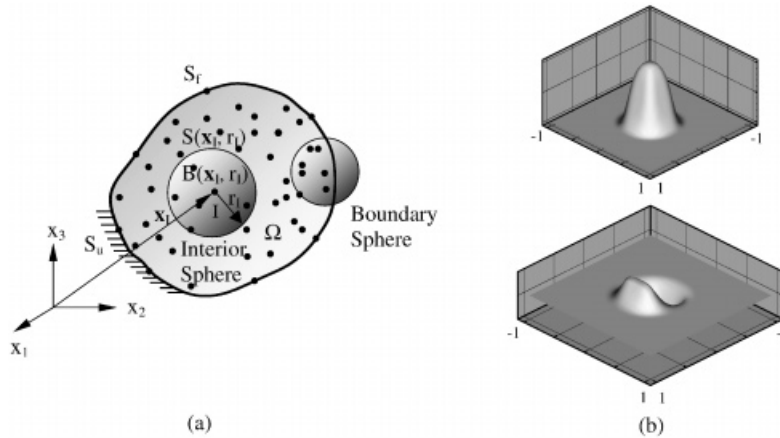 S_f
S(x_I, r_I)
B(x_I, r_I)
r_I
I
x_I
Ω
S_u
Interior
Sphere
Boundary
Sphere
x_3
x_2
x_1
(a)
-1
-1
1 1
-1
-1
1 1
(b)